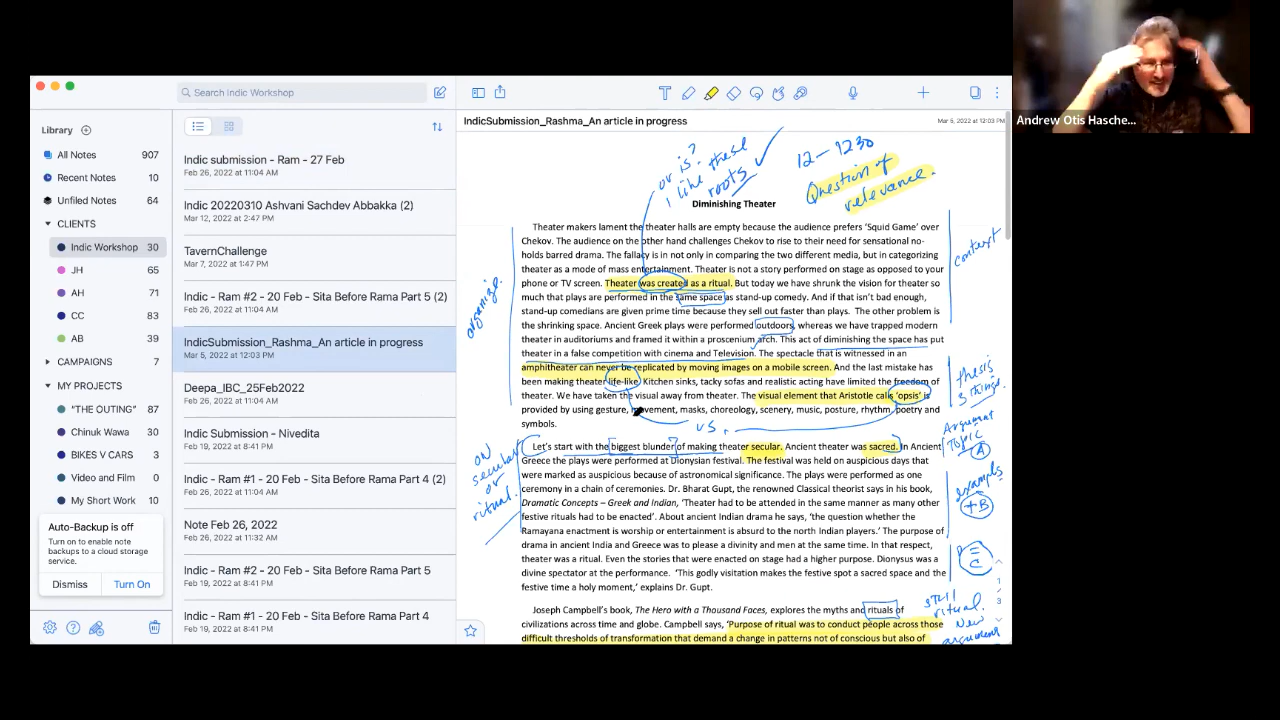 Andrew Otis Hasche...
Search Indic Workshop
Library
All Notes 907
Recent Notes 10
Unfiled Notes 64
CLIENTS
Indic Workshop 30
JH 65
AH 71
CC 83
AB 39
CAMPAIGNS 7
MY PROJECTS
“THE OUTING” 87
Chinuk Wawa 30
BIKES V CARS 3
Video and Film 0
My Short Work 10
Auto-Backup is off
Turn on to enable note
backups to a cloud storage
service.
Dismiss Turn On
Indic submission - Ram - 27 Feb
Feb 26, 2022 at 11:04 AM
Indic 20220310 Ashvani Sachdev Abbakka (2)
Mar 12, 2022 at 2:47 PM
TavernChallenge
Mar 7, 2022 at 1:47 PM
Indic - Ram #2 - 20 Feb - Sita Before Rama Part 5 (2)
Feb 26, 2022 at 11:04 AM
IndicSubmission_Rashma_An article in progress
Mar 5, 2022 at 12:03 PM
Deepa_IBC_25Feb2022
Feb 26, 2022 at 11:04 AM
Indic Submission - Nivedita
Feb 19, 2022 at 8:41 PM
Indic - Ram #1 - 20 Feb - Sita Before Rama Part 4 (2)
Feb 26, 2022 at 11:04 AM
Note Feb 26, 2022
Feb 26, 2022 at 11:32 AM
Indic - Ram #2 - 20 Feb - Sita Before Rama Part 5
Feb 19, 2022 at 8:41 PM
Indic - Ram #1 - 20 Feb - Sita Before Rama Part 4
Feb 19, 2022 at 8:41 PM
IndicSubmission_Rashma_An article in progress
Mar 5, 2022 at 12:03 PM
or is?
I like these
roots
12-1230
Question of
relevance.
Diminishing Theater
Theater makers lament the theater halls are empty because the audience prefers ‘Squid Game’ over
Chekov. The audience on the other hand challenges Chekov to rise to their need for sensational no-
holds barred drama. The fallacy is in not only in comparing the two different media, but in categorizing
theater as a mode of mass entertainment. Theater is not a story performed on stage as opposed to your
phone or TV screen. Theater was created as a ritual. But today we have shrunk the vision for theater so
much that plays are performed in the same space as stand-up comedy. And if that isn’t bad enough,
stand-up comedians are given prime time because they sell out faster than plays. The other problem is
the shrinking space. Ancient Greek plays were performed outdoors, whereas we have trapped modern
theater in auditoriums and framed it within a proscenium arch. This act of diminishing the space has put
theater in a false competition with cinema and Television. The spectacle that is witnessed in an
amphitheater can never be replicated by moving images on a mobile screen. And the last mistake has
been making theater life-like. Kitchen sinks, tacky sofas and realistic acting have limited the freedom of
theater. We have taken the visual away from theater. The visual element that Aristotle calls ‘opsis’ is
provided by using gesture, movement, masks, choreology, scenery, music, posture, rhythm, poetry and
symbols.
vs.
Let’s start with the biggest blunder of making theater secular. Ancient theater was sacred. In Ancient
Greece the plays were performed at Dionysian festival. The festival was held on auspicious days that
were marked as auspicious because of astronomical significance. The plays were performed as one
ceremony in a chain of ceremonies. Dr. Bharat Gupt, the renowned Classical theorist says in his book,
Dramatic Concepts – Greek and Indian, ‘Theater had to be attended in the same manner as many other
festive rituals had to be enacted’. About ancient Indian drama he says, ‘the question whether the
Ramayana enactment is worship or entertainment is absurd to the north Indian players.’ The purpose of
drama in ancient India and Greece was to please a divinity and men at the same time. In that respect,
theater was a ritual. Even the stories that were enacted on stage had a higher purpose. Dionysus was a
divine spectator at the performance. ‘This godly visitation makes the festive spot a sacred space and the
festive time a holy moment,’ explains Dr. Gupt.
Joseph Campbell’s book, The Hero with a Thousand Faces, explores the myths and rituals of
civilizations across time and globe. Campbell says, ‘Purpose of ritual was to conduct people across those
difficult thresholds of transformation that demand a change in patterns not of conscious but also of
organize.
on
secular
or
ritual.
context
thesis
3 things.
Argument
Topic
A
examples
+B
= C
still
ritual.
New
argument